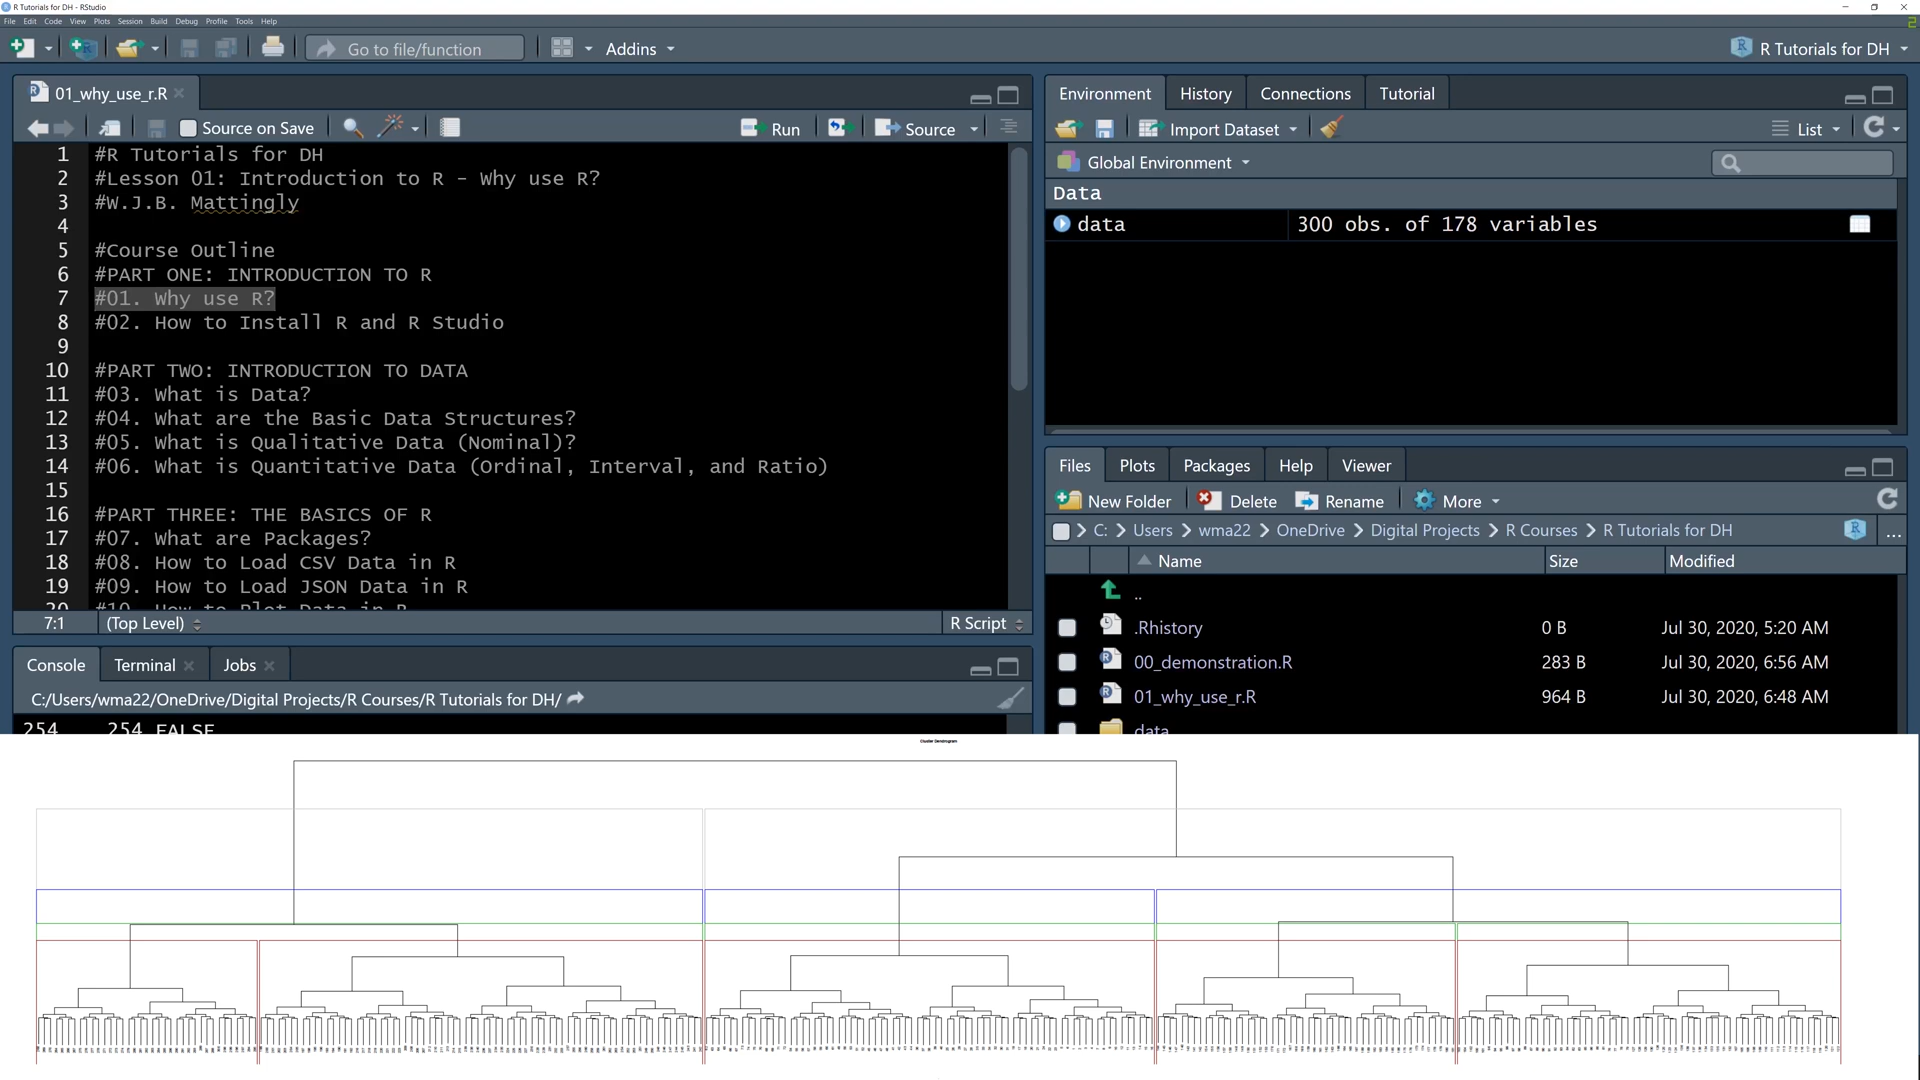 R Tutorials for DH - RStudio
File Edit Code View Plots Session Build Debug Profile Tools Help
2
Go to file/function
Addins
R Tutorials for DH
01_why_use_r.R
Source on Save
Run
Source
1 #R Tutorials for DH
2 #Lesson 01: Introduction to R - Why use R?
3 #W.J.B. Mattingly
4
5 #Course Outline
6 #PART ONE: INTRODUCTION TO R
7 #01. Why use R?
8 #02. How to Install R and R Studio
9
10 #PART TWO: INTRODUCTION TO DATA
11 #03. What is Data?
12 #04. What are the Basic Data Structures?
13 #05. What is Qualitative Data (Nominal)?
14 #06. What is Quantitative Data (Ordinal, Interval, and Ratio)
15
16 #PART THREE: THE BASICS OF R
17 #07. What are Packages?
18 #08. How to Load CSV Data in R
19 #09. How to Load JSON Data in R
20 #10. How to Plot Data in R
7:1 (Top Level) R Script
Console Terminal Jobs
C:/Users/wma22/OneDrive/Digital Projects/R Courses/R Tutorials for DH/
254 254 FALSE
Environment History Connections Tutorial
Import Dataset List
Global Environment
Data
data 300 obs. of 178 variables
Files Plots Packages Help Viewer
New Folder Delete Rename More
C: Users wma22 OneDrive Digital Projects R Courses R Tutorials for DH ...
Name Size Modified
..
.Rhistory 0 B Jul 30, 2020, 5:20 AM
00_demonstration.R 283 B Jul 30, 2020, 6:56 AM
01_why_use_r.R 964 B Jul 30, 2020, 6:48 AM
data
Cluster Dendrogram